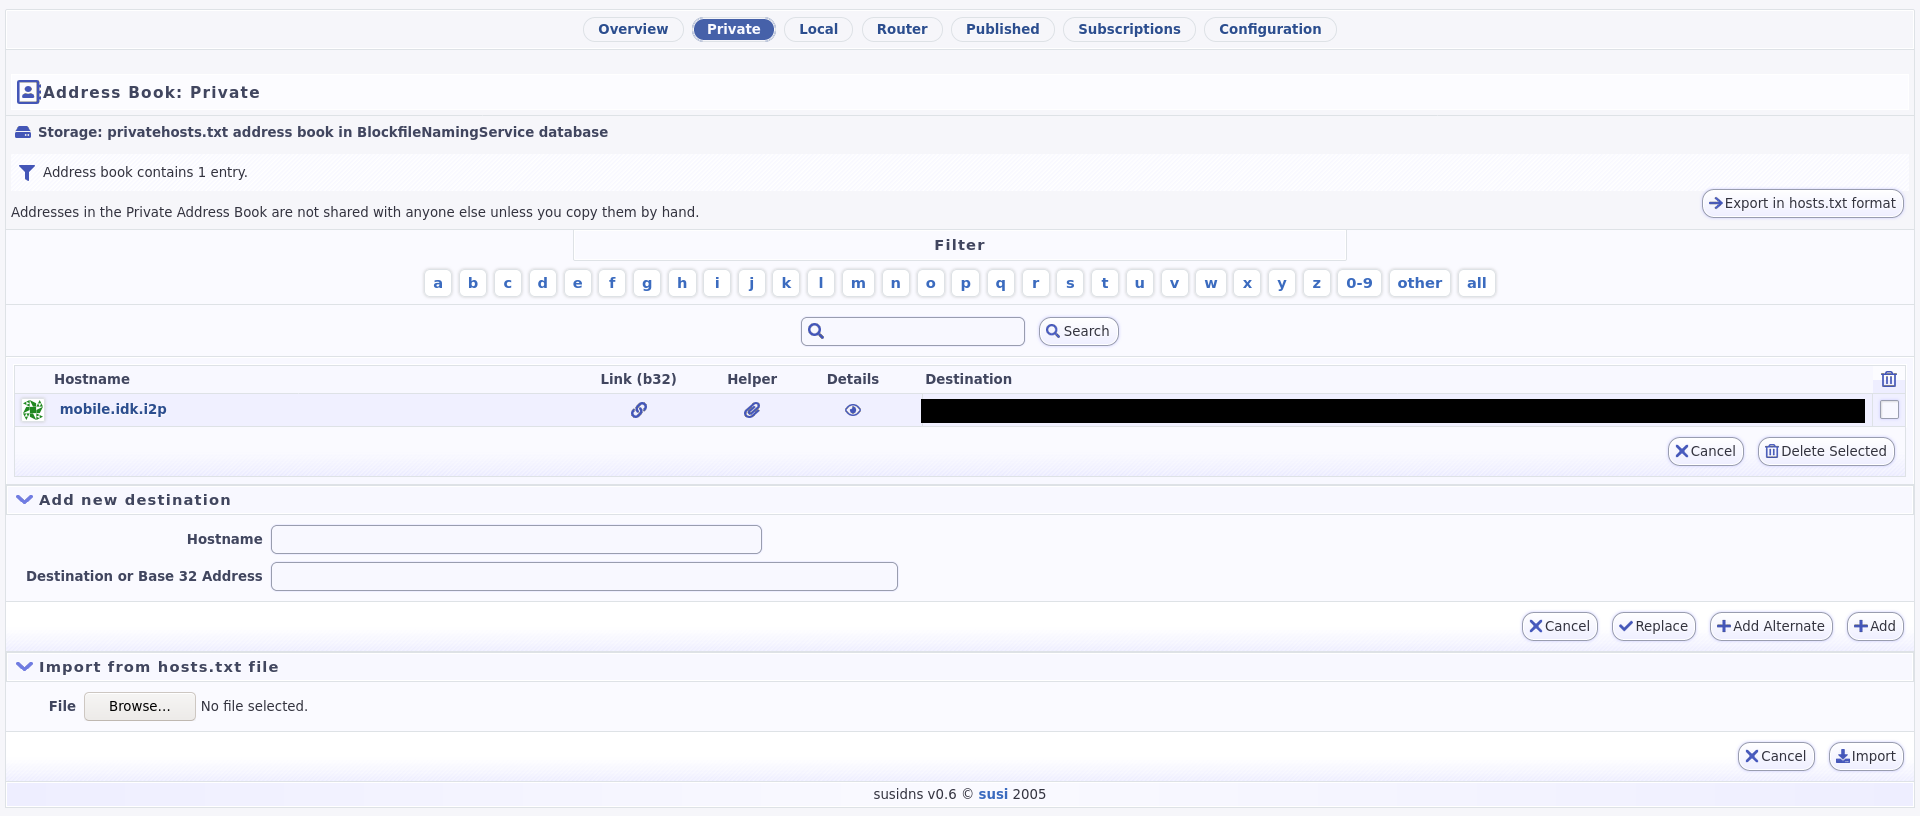 Overview Private Local Router Published Subscriptions Configuration
Address Book: Private
Storage: privatehosts.txt address book in BlockfileNamingService database
Address book contains 1 entry.
Addresses in the Private Address Book are not shared with anyone else unless you copy them by hand.
Export in hosts.txt format
Filter
a b c d e f g h i j k l m n o p q r s t u v w x y z 0-9 other all
Search
Hostname Link (b32) Helper Details Destination
mobile.idk.i2p
Cancel Delete Selected
Add new destination
Hostname
Destination or Base 32 Address
Cancel Replace Add Alternate Add
Import from hosts.txt file
File Browse... No file selected.
Cancel Import
susidns v0.6 © susi 2005